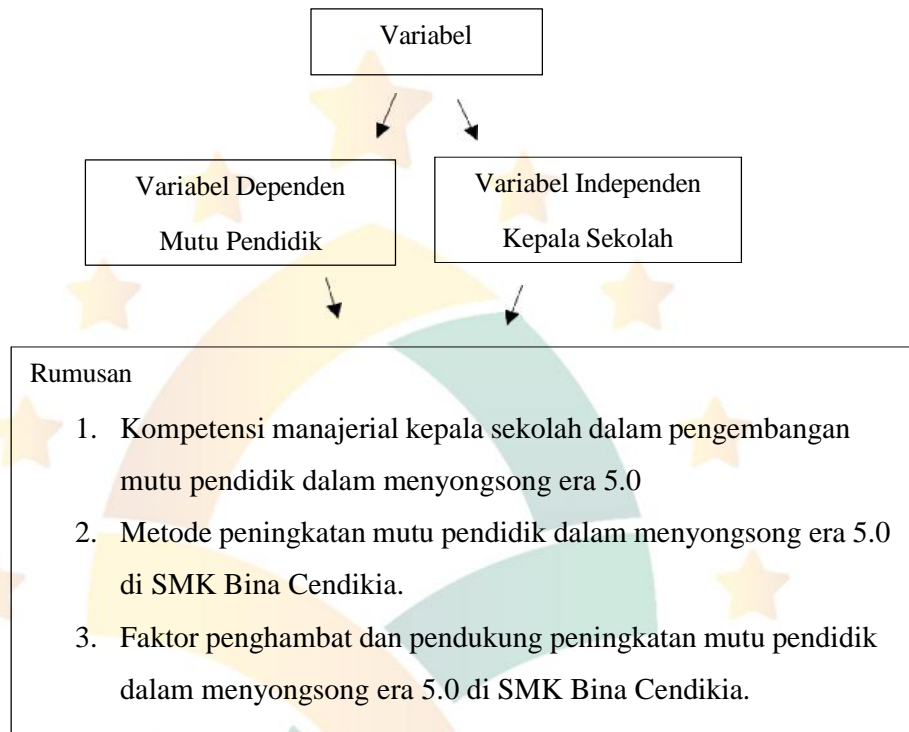 Variabel
Variabel Dependen
Mutu Pendidik
Variabel Independen
Kepala Sekolah
Rumusan
1. Kompetensi manajerial kepala sekolah dalam pengembangan
mutu pendidik dalam menyongsong era 5.0
2. Metode peningkatan mutu pendidik dalam menyongsong era 5.0
di SMK Bina Cendikia.
3. Faktor penghambat dan pendukung peningkatan mutu pendidik
dalam menyongsong era 5.0 di SMK Bina Cendikia.